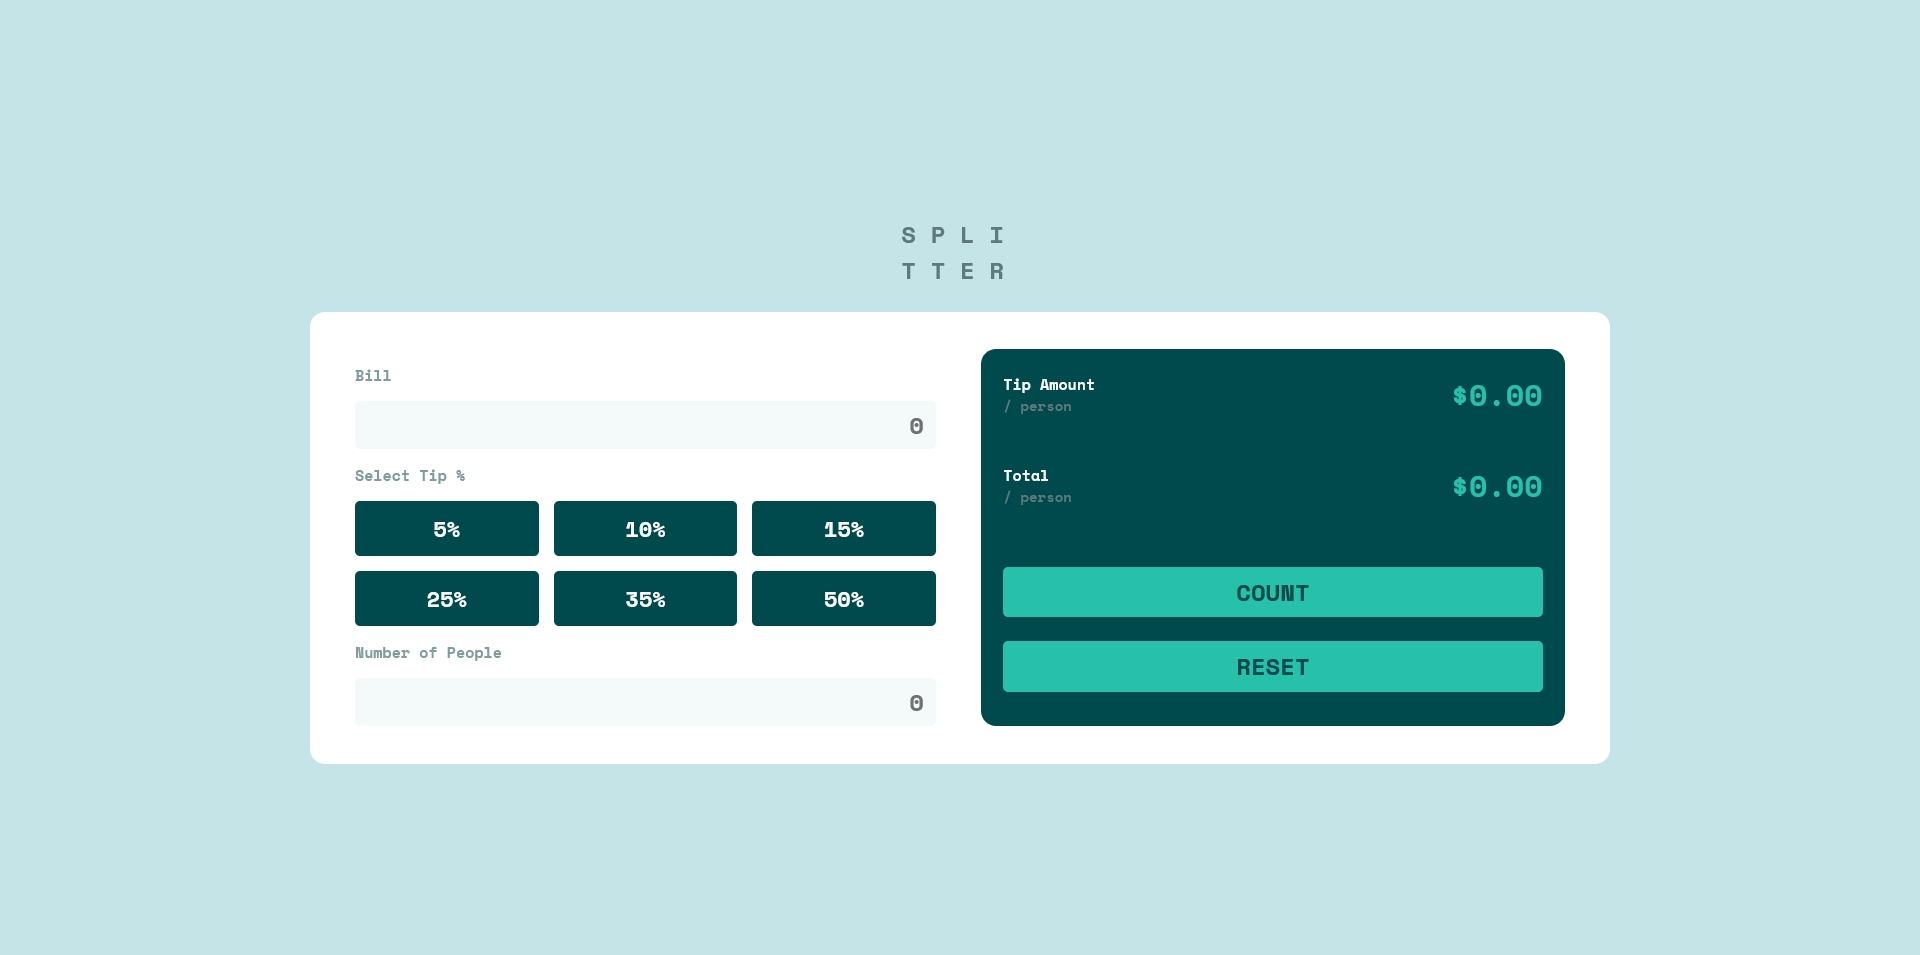 S P L I
T T E R
Bill
0
Select Tip %
5% 10% 15%
25% 35% 50%
Number of People
0
Tip Amount
/ person
$0.00
Total
/ person
$0.00
COUNT
RESET